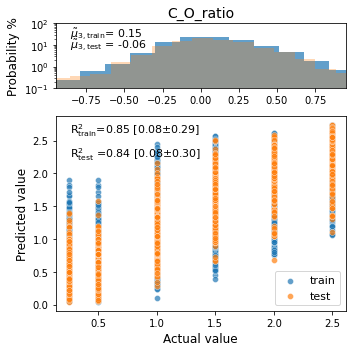 C_O_ratio
Probability %
10²
10¹
10⁰
10⁻¹
μ̃₃,train= 0.15
μ̃₃,test = -0.06
−0.75 −0.50 −0.25 0.00 0.25 0.50 0.75
Predicted value
2.5
2.0
1.5
1.0
0.5
0.0
R²train=0.85 [0.08±0.29]
R²test =0.84 [0.08±0.30]
train
test
0.5 1.0 1.5 2.0 2.5
Actual value